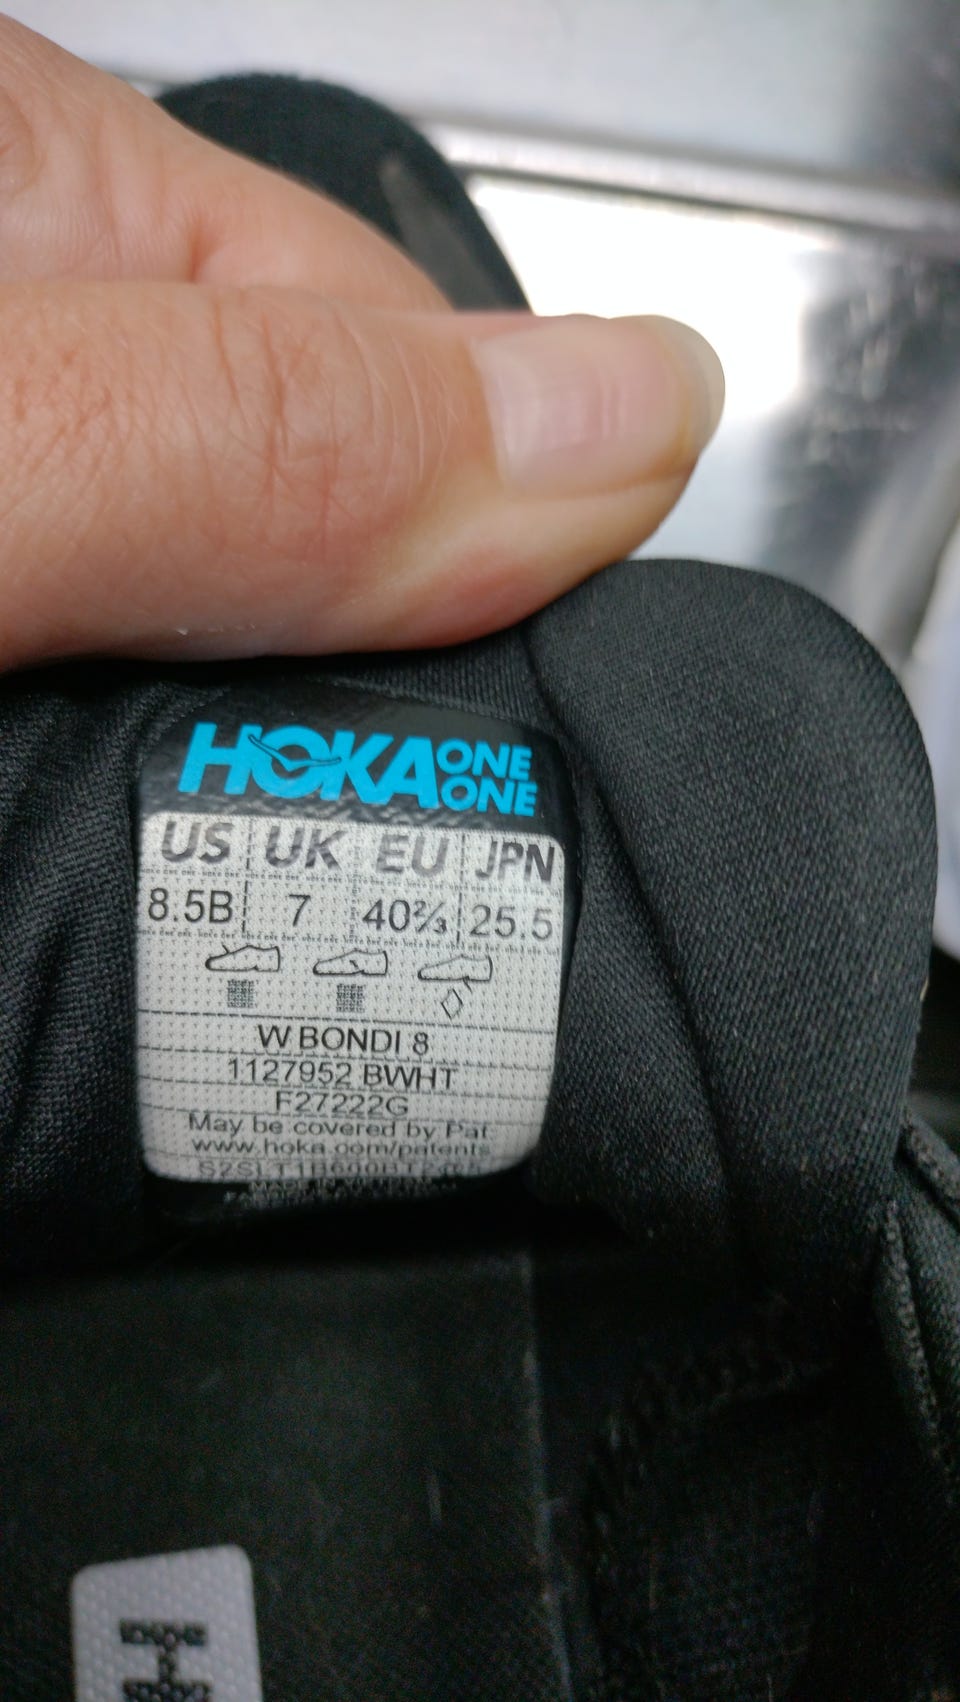 HOKA ONE ONE
US UK EU JPN
8.5B 7 40⅔ 25.5
W BONDI 8
1127952 BWHT
F27222G
May be covered by Pat
www.hoka.com/patents
H